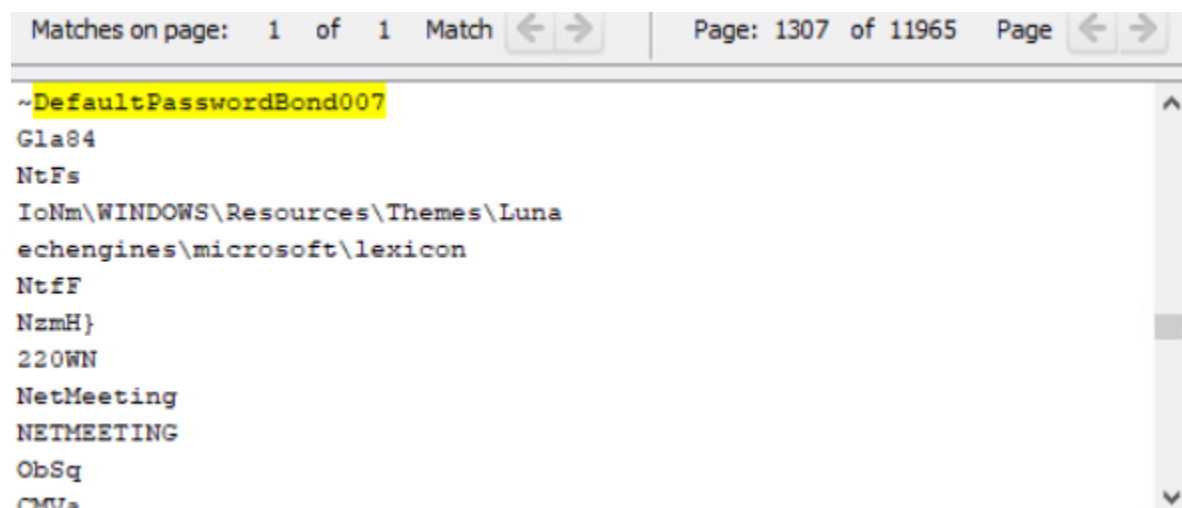 Matches on page: 1 of 1 Match Page: 1307 of 11965 Page
~DefaultPasswordBond007
Gla84
NtFs
IoNm\WINDOWS\Resources\Themes\Luna
echengines\microsoft\lexicon
NtfF
NzmH}
220WN
NetMeeting
NETMEETING
ObSq
CMVa